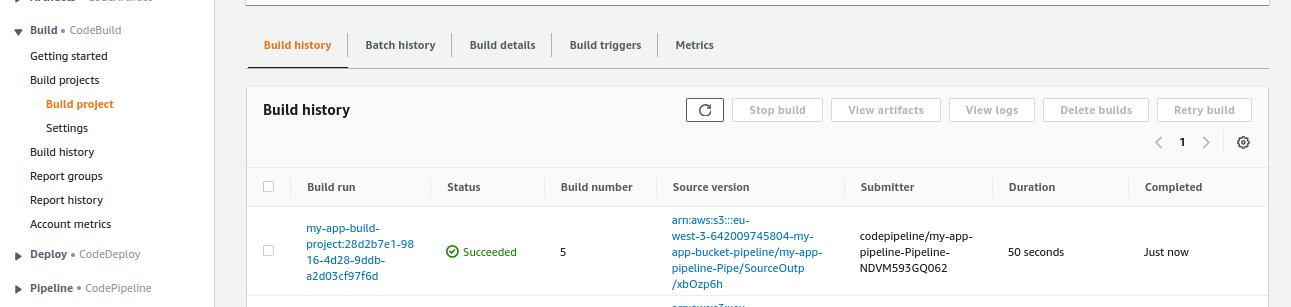 Build • CodeBuild
Getting started
Build projects
Build project
Settings
Build history
Report groups
Report history
Account metrics
Deploy • CodeDeploy
Pipeline • CodePipeline
Build history
Batch history
Build details
Build triggers
Metrics
Build history
Stop build
View artifacts
View logs
Delete builds
Retry build
1
Build run
Status
Build number
Source version
Submitter
Duration
Completed
my-app-build-
project:28d2b7e1-98
16-4d28-9ddb-
a2d03cf97f6d
Succeeded
5
arn:aws:s3:::eu-
west-3-642009745804-my-
app-bucket-pipeline/my-app-
pipeline-Pipe/SourceOutp
/xbOzp6h
codepipeline/my-app-
pipeline-Pipeline-
NDVM593GQ062
50 seconds
Just now